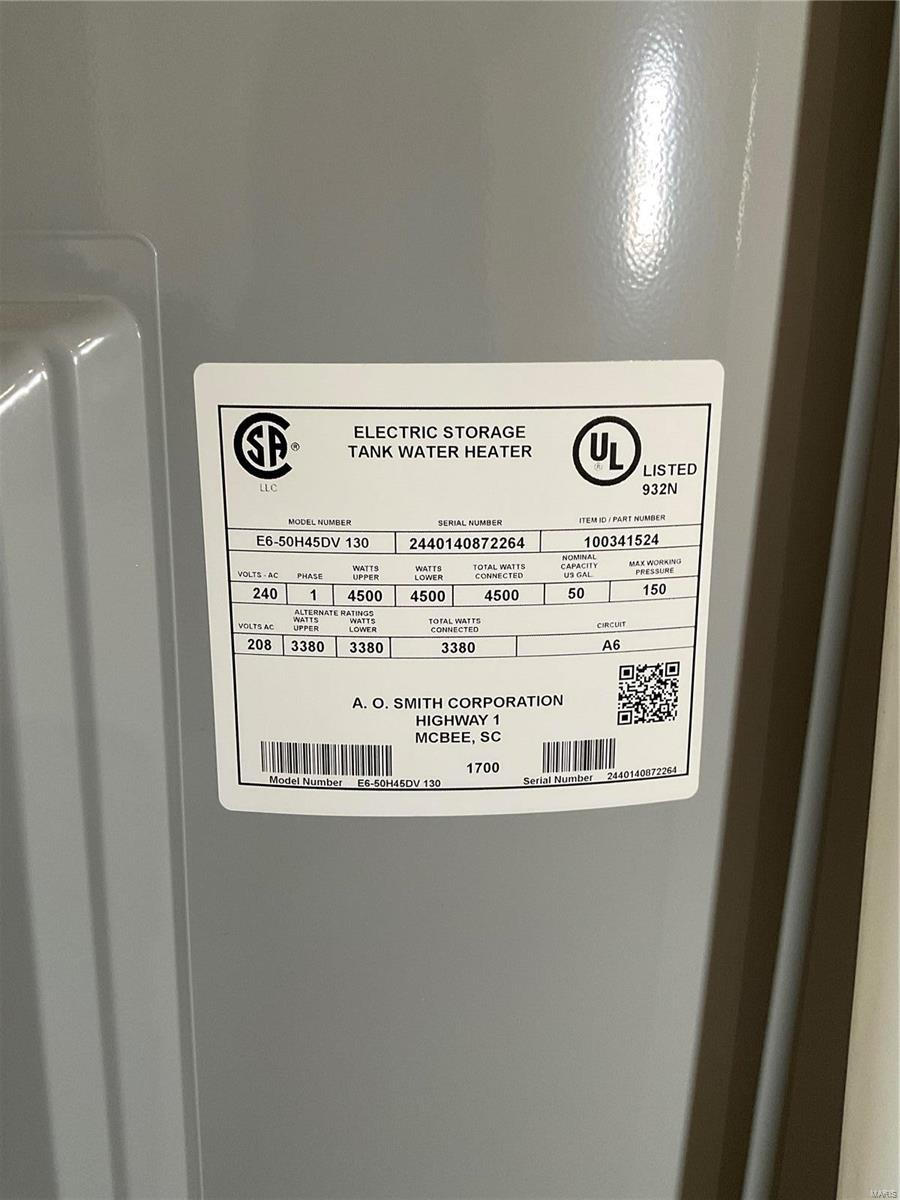 CSA ®
LLC
ELECTRIC STORAGE
TANK WATER HEATER
UL ®
LISTED
932N
MODEL NUMBER SERIAL NUMBER ITEM ID / PART NUMBER
E6-50H45DV 130 2440140872264 100341524
VOLTS - AC PHASE WATTS UPPER WATTS LOWER TOTAL WATTS CONNECTED NOMINAL CAPACITY US GAL. MAX WORKING PRESSURE
240 1 4500 4500 4500 50 150
ALTERNATE RATINGS
VOLTS AC WATTS UPPER WATTS LOWER TOTAL WATTS CONNECTED CIRCUIT
208 3380 3380 3380 A6
A. O. SMITH CORPORATION
HIGHWAY 1
MCBEE, SC
1700
Model Number E6-50H45DV 130
Serial Number 2440140872264
MARIS